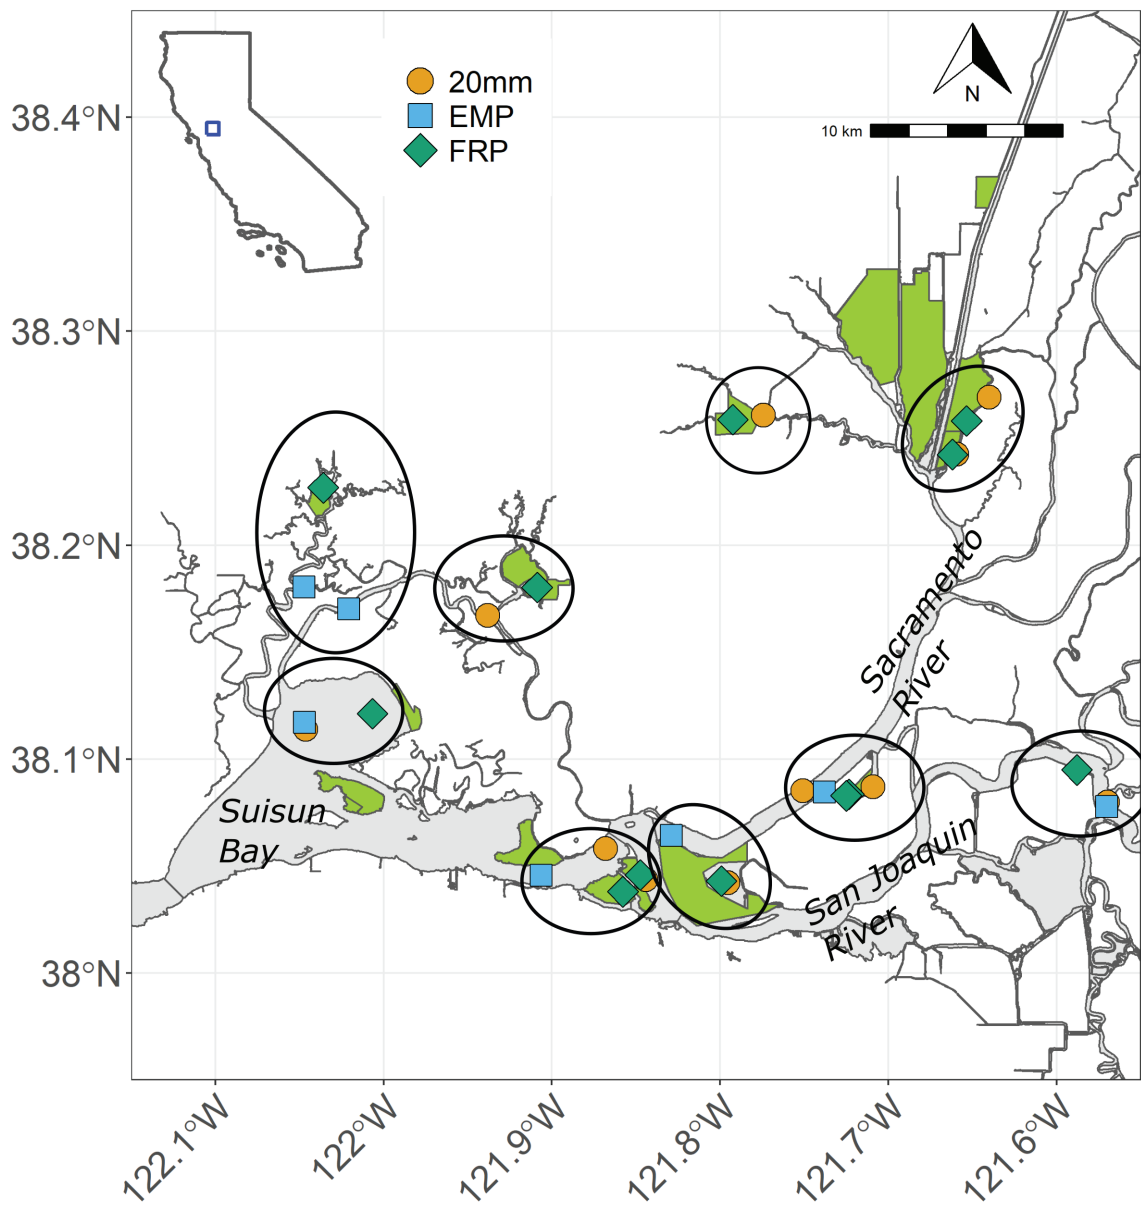 20mm
EMP
FRP
N
10 km
38.4°N
38.3°N
38.2°N
38.1°N
38°N
Sacramento
River
Suisun
Bay
San Joaquin
River
122.1°W
122°W
121.9°W
121.8°W
121.7°W
121.6°W